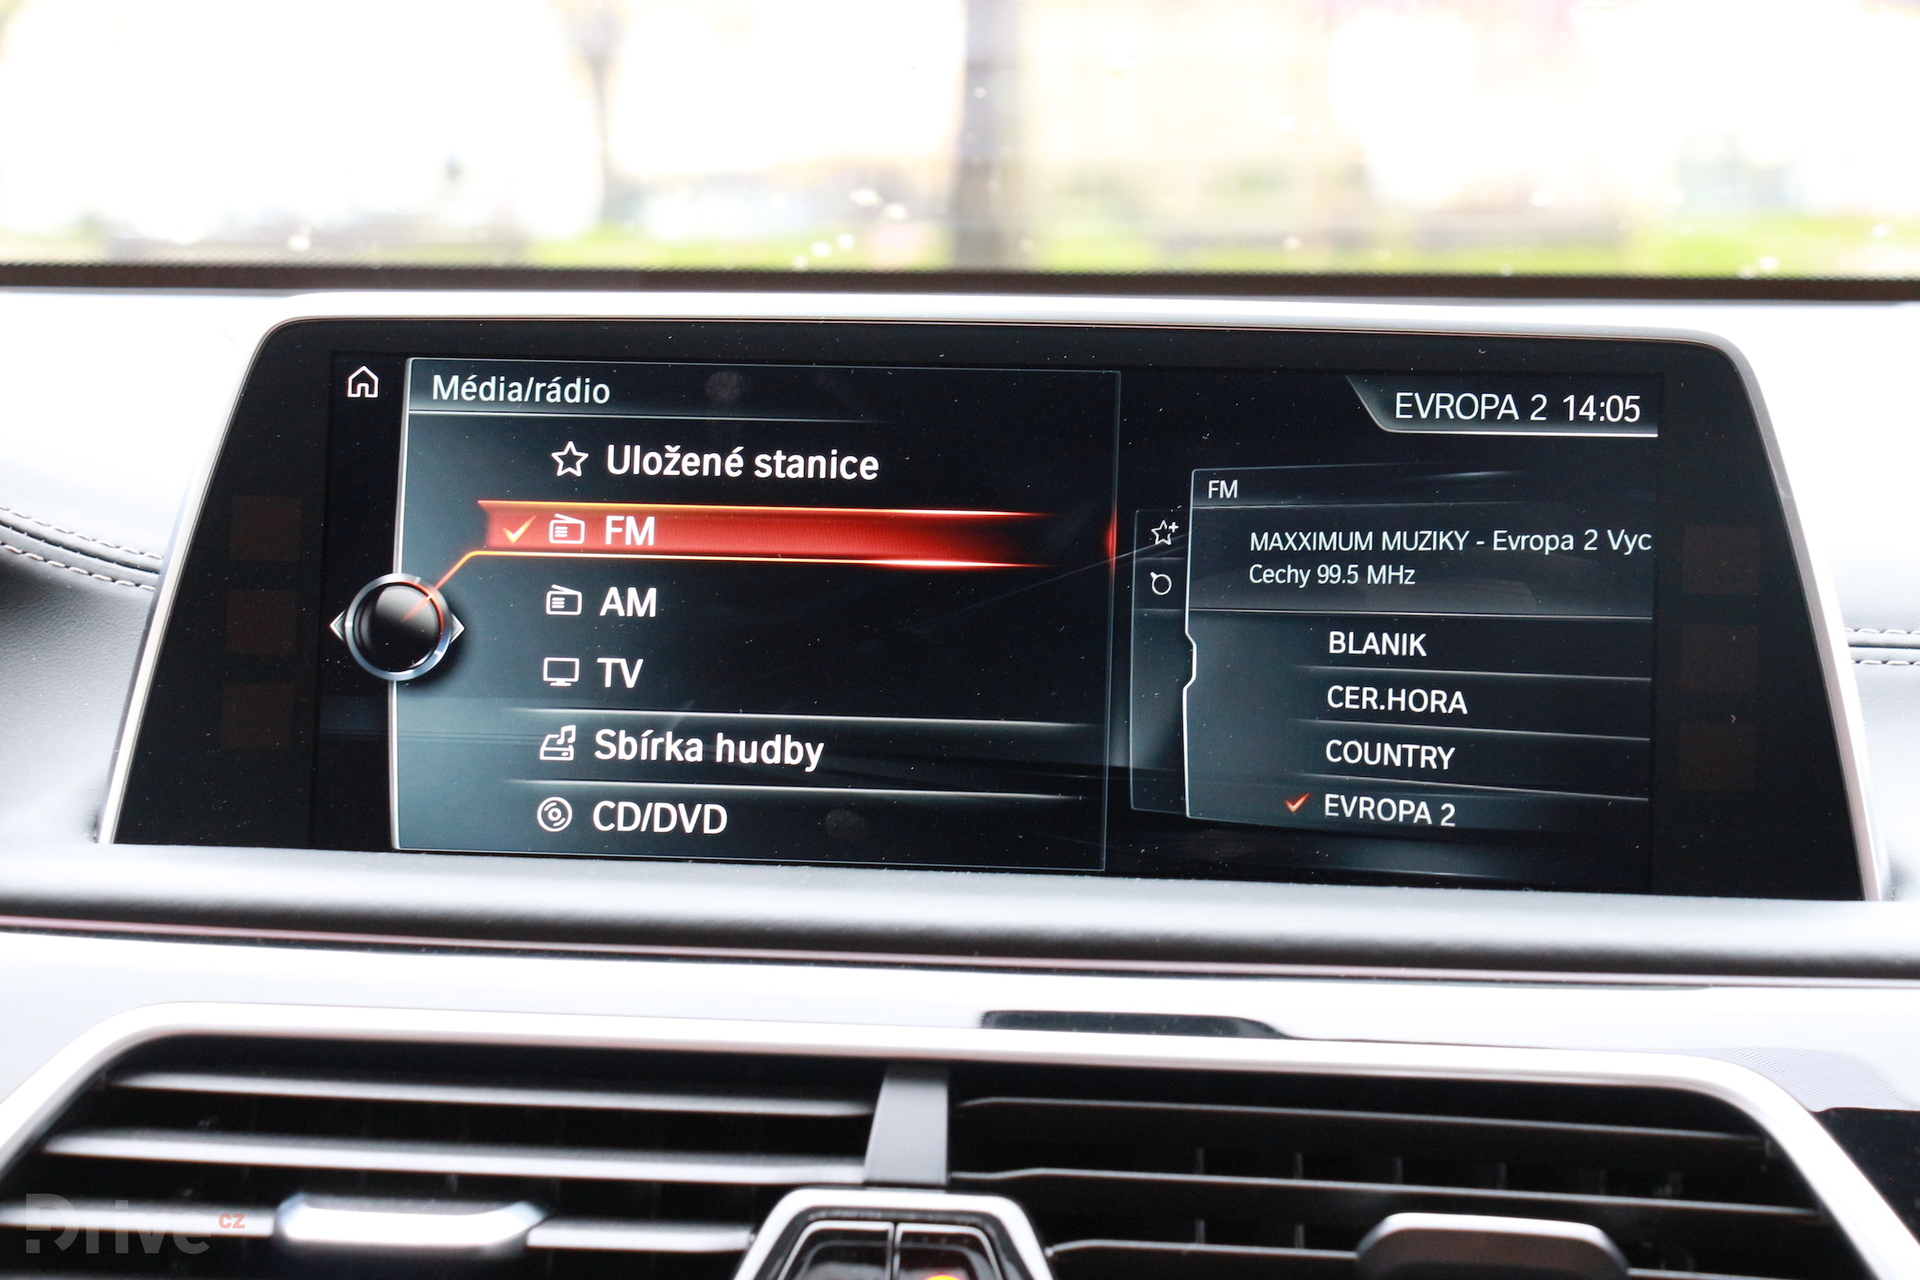 Média/rádio
EVROPA 2 14:05
Uložené stanice
FM
AM
TV
Sbírka hudby
CD/DVD
FM
MAXXIMUM MUZIKY - Evropa 2 Vyc
Cechy 99.5 MHz
BLANIK
CER.HORA
COUNTRY
EVROPA 2
Drive cz